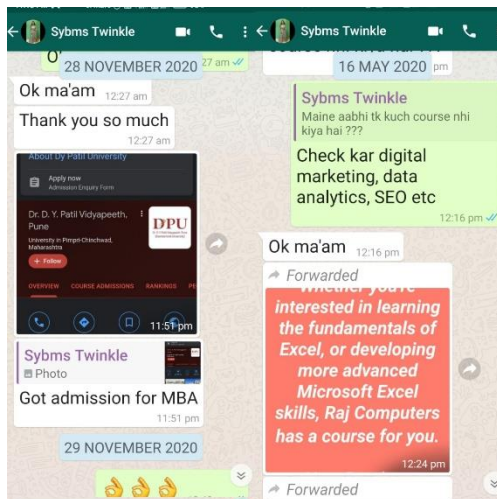 Sybms Twinkle
O'
27 am
28 NOVEMBER 2020
Ok ma'am
12:27 am
Thank you so much
12:27 am
About Dy Patil University
Apply now
Admission Enquiry Form
Dr. D. Y. Patil Vidyapeeth,
Pune
DPU
University in Pimpri-Chinchwad,
Maharashtra
+ Follow
OVERVIEW COURSE ADMISSIONS RANKINGS
11:51 pm
Sybms Twinkle
Photo
Got admission for MBA
11:51 pm
29 NOVEMBER 2020
Sybms Twinkle
pm
16 MAY 2020
Sybms Twinkle
Maine aabhi tk kuch course nhi
kiya hai ???
Check kar digital
marketing, data
analytics, SEO etc
12:16 pm
Ok ma'am 12:16 pm
Forwarded
Whether you're
interested in learning
the fundamentals of
Excel, or developing
more advanced
Microsoft Excel
skills, Raj Computers
has a course for you.
12:24 pm
Forwarded